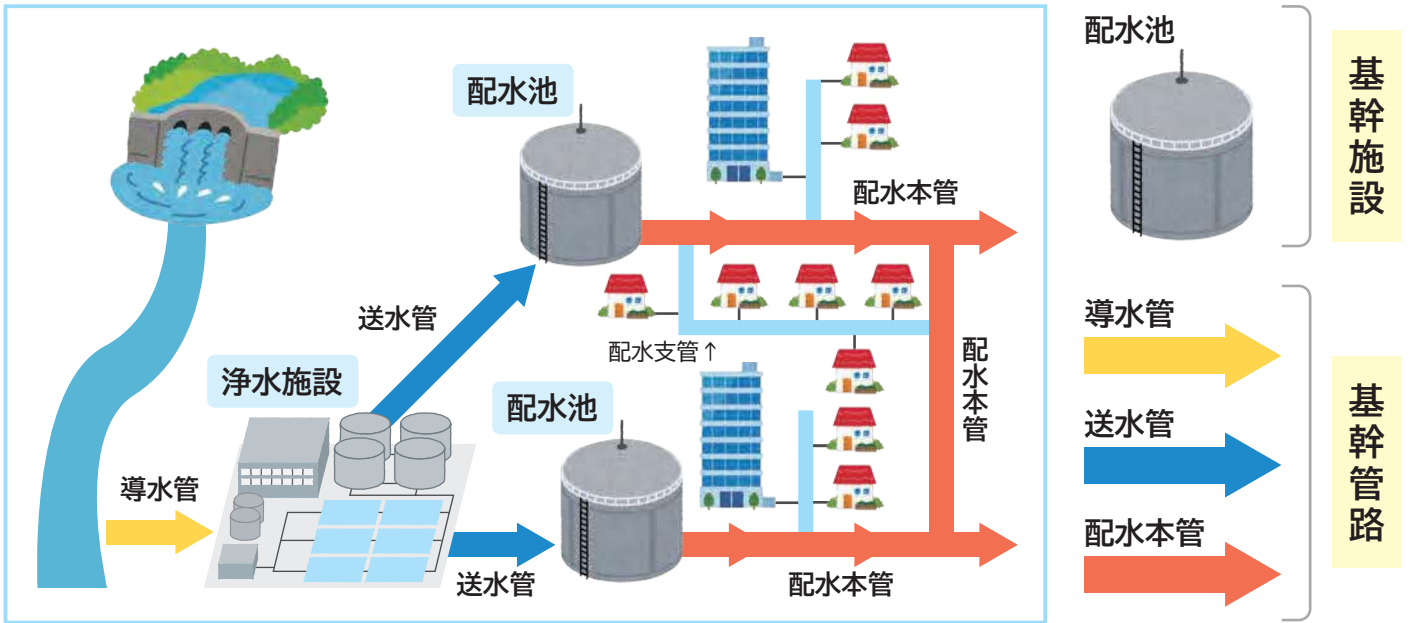 配水池
配水本管
送水管
配水支管↑
配水本管
浄水施設
配水池
導水管
送水管
配水本管
配水池
基幹施設
導水管
送水管
配水本管
基幹管路